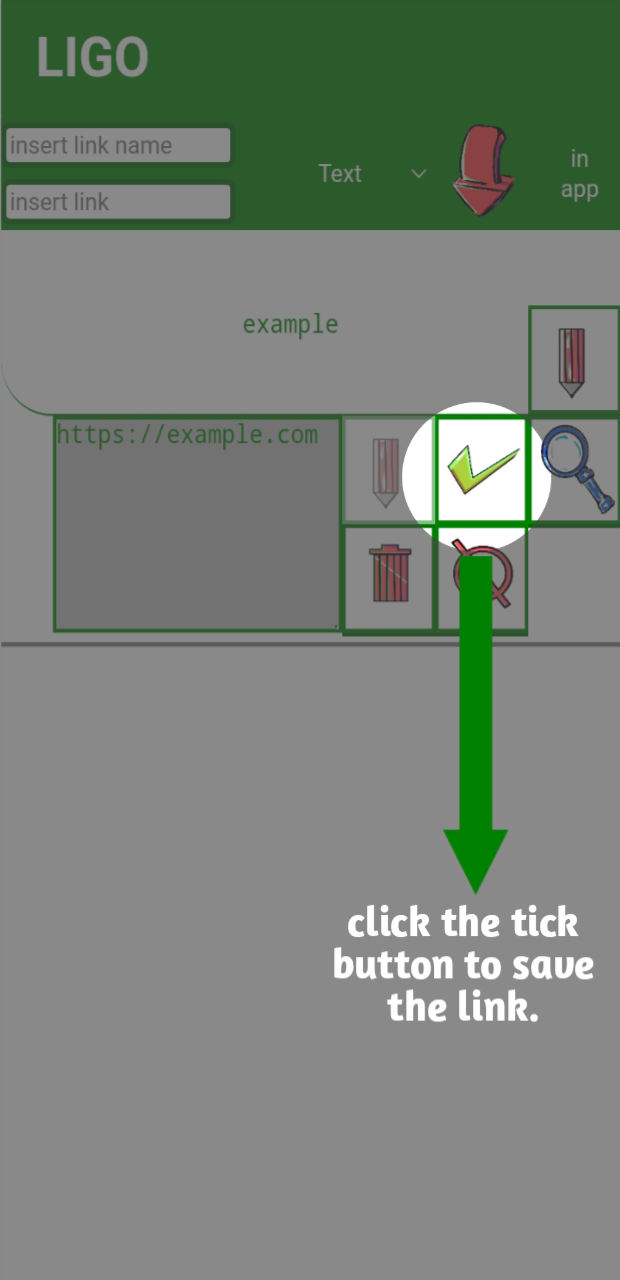 LIGO
insert link name
insert link
Text
in
app
example
https://example.com
click the tick
button to save
the link.